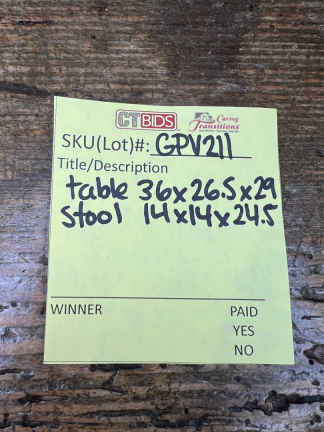 CTBIDS Caring Transitions
SKU(Lot)#: GPV211
Title/Description
table 36x26.5x29
Stool 14x14x24.5
WINNER PAID
YES
NO